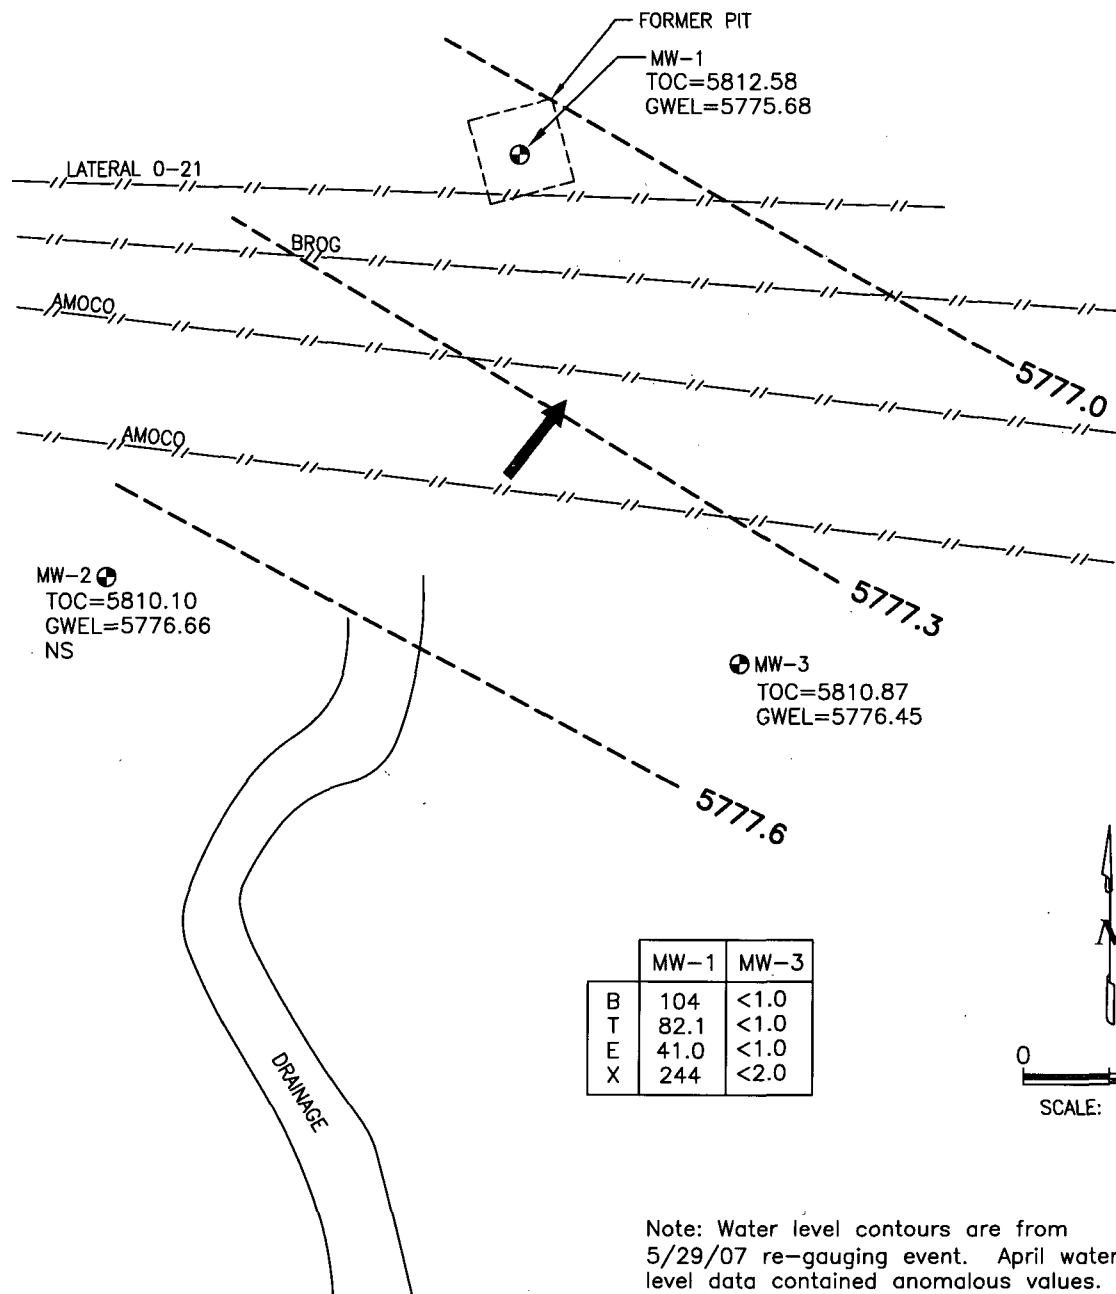 FORMER PIT
MW-1
TOC=5812.58
GWEL=5775.68
LATERAL O-21
BROG
AMOCO
5777.0
AMOCO
MW-2
TOC=5810.10
GWEL=5776.66
NS
5777.3
MW-3
TOC=5810.87
GWEL=5776.45
5777.6
MW-1 MW-3
B 104 <1.0
T 82.1 <1.0
E 41.0 <1.0
X 244 <2.0
DRAINAGE
N
0
SCALE:
Note: Water level contours are from
5/29/07 re-gauging event. April water
level data contained anomalous values.